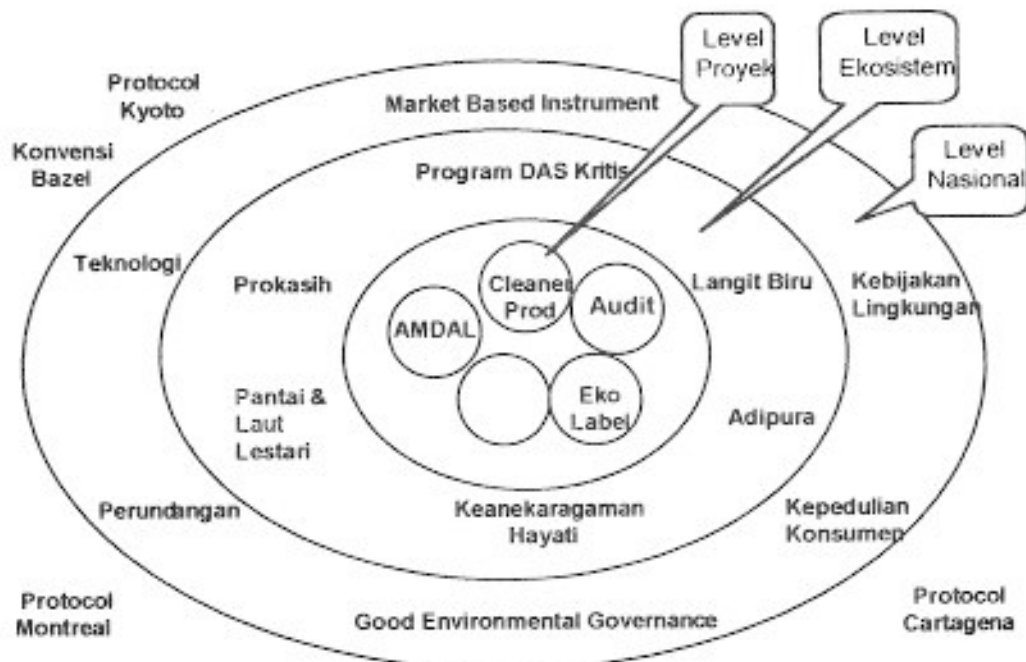 Level
Proyek
Level
Ekosistem
Protocol
Kyoto
Market Based Instrument
Konvensi
Bazel
Level
Nasional
Program DAS Kritis
Teknologi
Prokasih
Cleaner
Prod
Audit
Langit Biru
Kebijakan
Lingkungan
AMDAL
Pantai &
Laut
Lestari
Eko
Label
Adipura
Perundangan
Keanekaragaman
Hayati
Kepedulian
Konsumen
Protocol
Montreal
Good Environmental Governance
Protocol
Cartagena